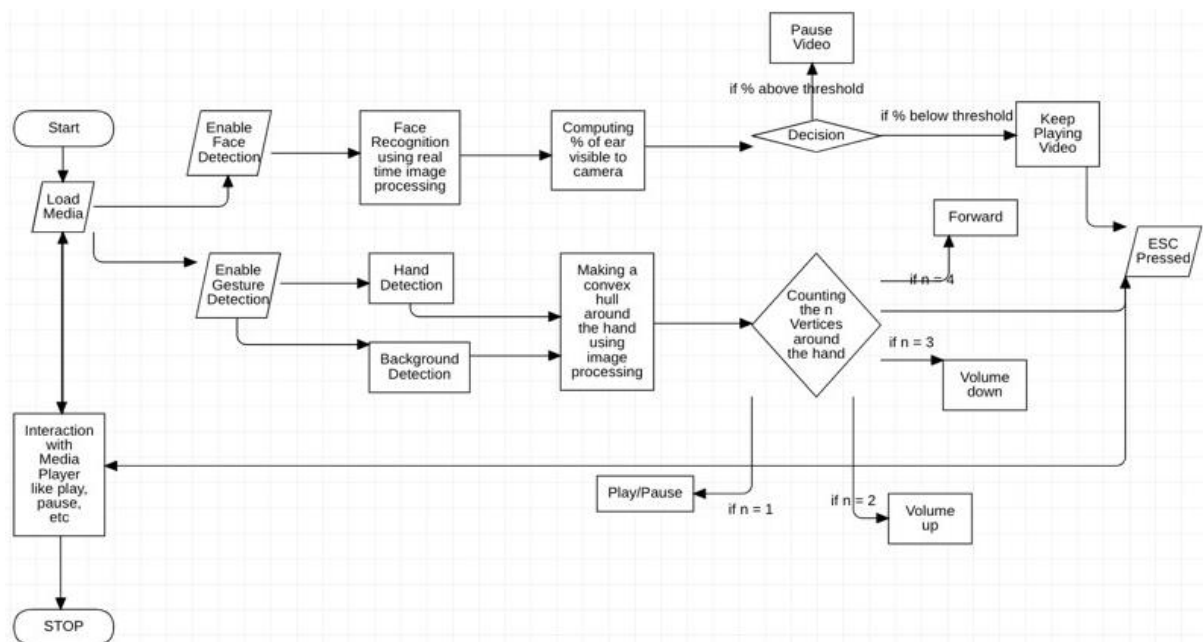 Pause
Video
if % above threshold
Start
Enable
Face
Detection
Face
Recognition
using real
time image
processing
Computing
% of ear
visible to
camera
Decision
if % below threshold
Keep
Playing
Video
Load
Media
Forward
ESC
Pressed
Enable
Gesture
Detection
Hand
Detection
Background
Detection
Making a
convex
hull
around
the hand
using
image
processing
Counting
the n
Vertices
around
the hand
if n = 4
if n = 3
Volume
down
Interaction
with
Media
Player
like play,
pause,
etc
Play/Pause
if n = 1
if n = 2
Volume
up
STOP